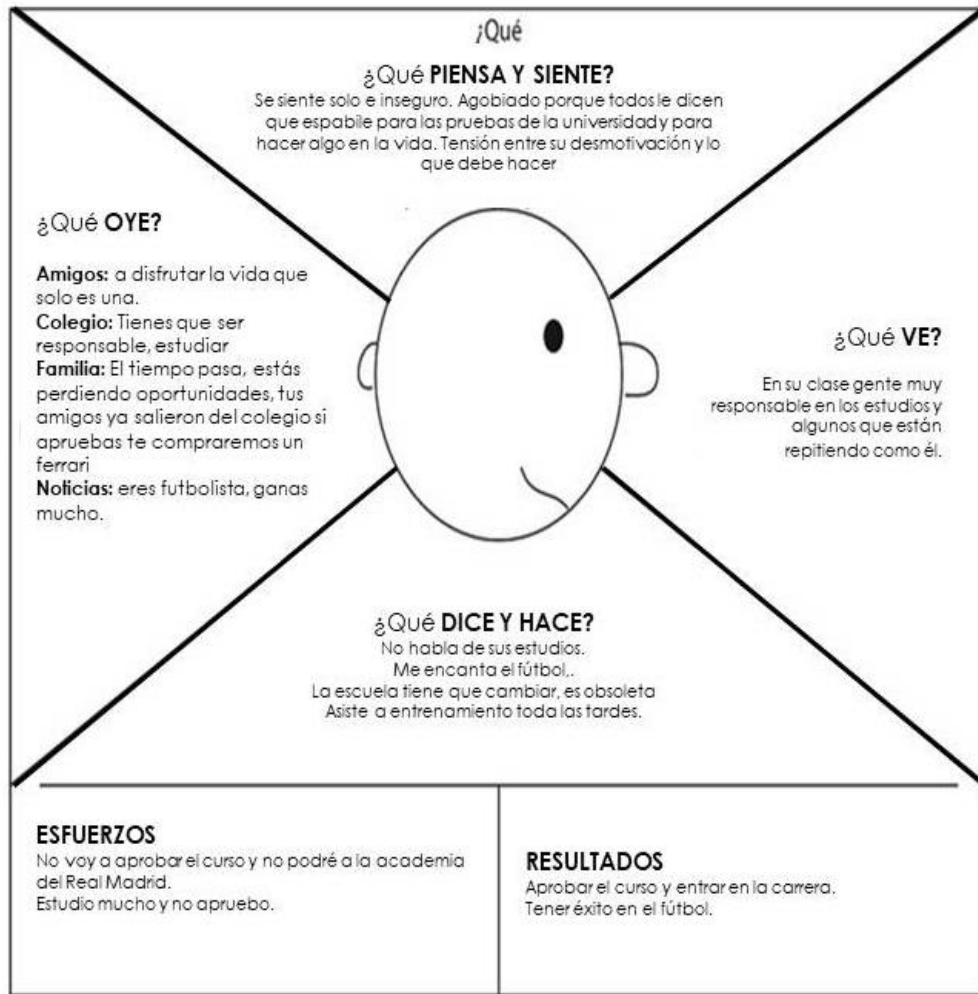 ¡Qué
¿Qué PIENSA Y SIENTE?
Se siente solo e inseguro. Agobiado porque todos le dicen
que espabile para las pruebas de la universidad y para
hacer algo en la vida. Tensión entre su desmotivación y lo
que debe hacer
¿Qué OYE?
Amigos: a disfrutar la vida que
solo es una.
Colegio: Tienes que ser
responsable, estudiar
Familia: El tiempo pasa, estás
perdiendo oportunidades, tus
amigos ya salieron del colegio si
apruebas te compraremos un
ferrari
Noticias: eres futbolista, ganas
mucho.
¿Qué VE?
En su clase gente muy
responsable en los estudios y
algunos que están
repitiendo como él.
¿Qué DICE Y HACE?
No habla de sus estudios.
Me encanta el fútbol..
La escuela tiene que cambiar, es obsoleta
Asiste a entrenamiento toda las tardes.
ESFUERZOS
No voy a aprobar el curso y no podré a la academia
del Real Madrid.
Estudio mucho y no apruebo.
RESULTADOS
Aprobar el curso y entrar en la carrera.
Tener éxito en el fútbol.